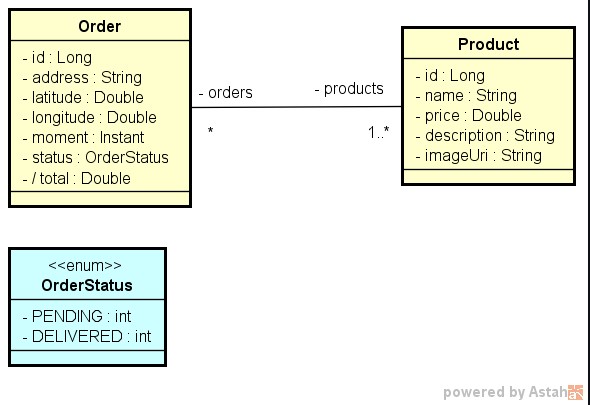 Order
- id : Long
- address : String
- latitude : Double
- longitude : Double
- moment : Instant
- status : OrderStatus
- / total : Double
- orders
*
- products
1..*
Product
- id : Long
- name : String
- price : Double
- description : String
- imageUri : String
<<enum>>
OrderStatus
- PENDING : int
- DELIVERED : int
powered by Astah